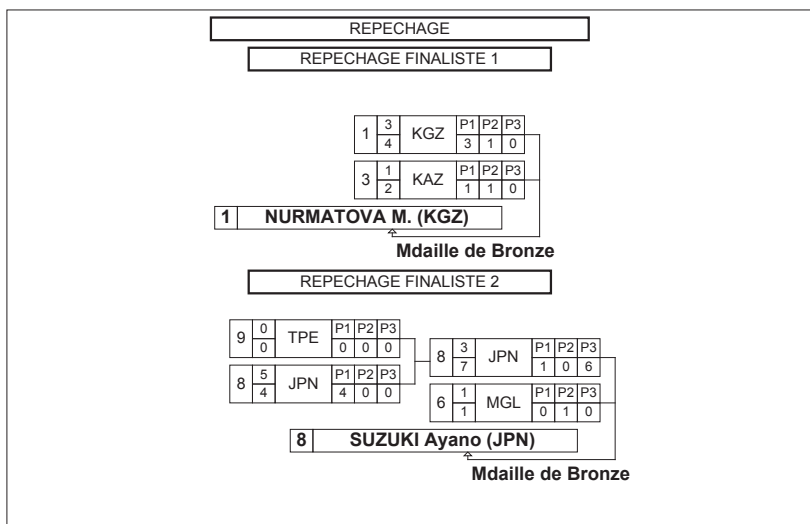 REPECHAGE
REPECHAGE FINALISTE 1
1 3 KGZ P1 P2 P3
4 3 1 0
3 1 KAZ P1 P2 P3
2 1 1 0
1 NURMATOVA M. (KGZ)
Mdaille de Bronze
REPECHAGE FINALISTE 2
9 0 TPE P1 P2 P3
0 0 0 0
8 3 JPN P1 P2 P3
7 1 0 6
8 5 JPN P1 P2 P3
4 4 0 0
6 1 MGL P1 P2 P3
1 0 1 0
8 SUZUKI Ayano (JPN)
Mdaille de Bronze